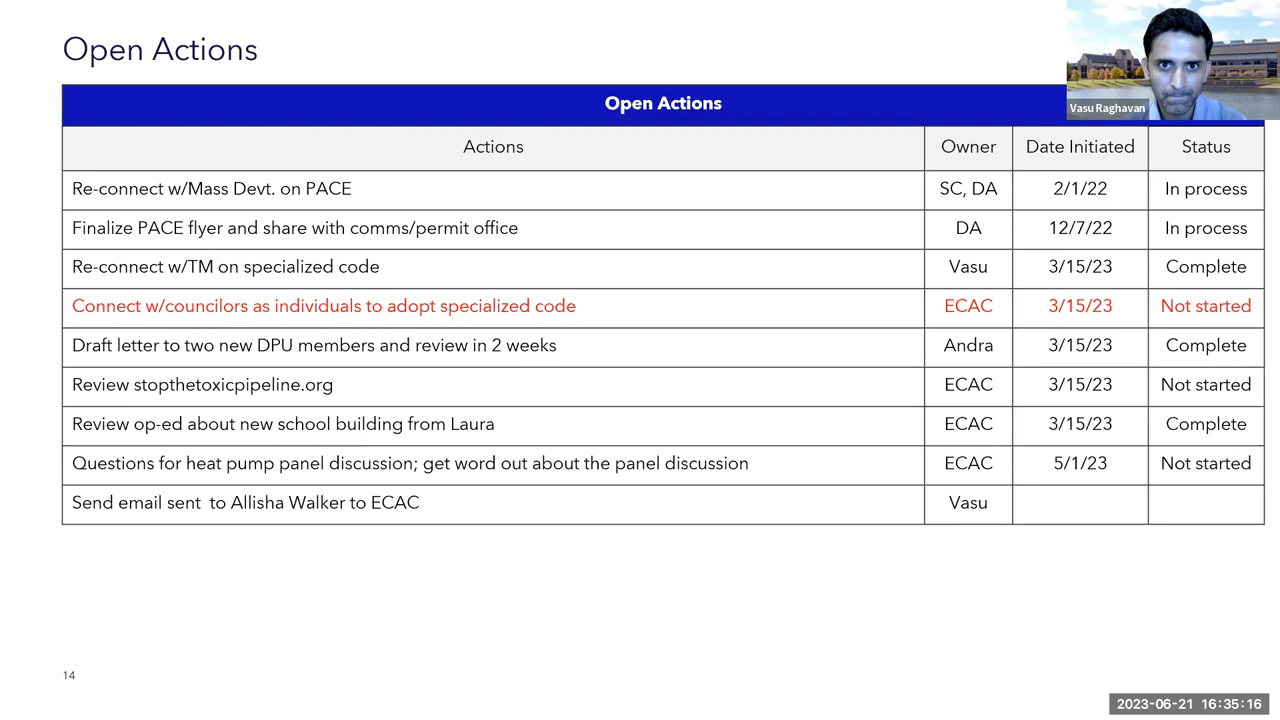 Open Actions
Vasu Raghavan
Open Actions
Actions Owner Date Initiated Status
Re-connect w/Mass Devt. on PACE SC, DA 2/1/22 In process
Finalize PACE flyer and share with comms/permit office DA 12/7/22 In process
Re-connect w/TM on specialized code Vasu 3/15/23 Complete
Connect w/councilors as individuals to adopt specialized code ECAC 3/15/23 Not started
Draft letter to two new DPU members and review in 2 weeks Andra 3/15/23 Complete
Review stopthetoxicpipeline.org ECAC 3/15/23 Not started
Review op-ed about new school building from Laura ECAC 3/15/23 Complete
Questions for heat pump panel discussion; get word out about the panel discussion ECAC 5/1/23 Not started
Send email sent  to Allisha Walker to ECAC Vasu
14
2023-06-21 16:35:16